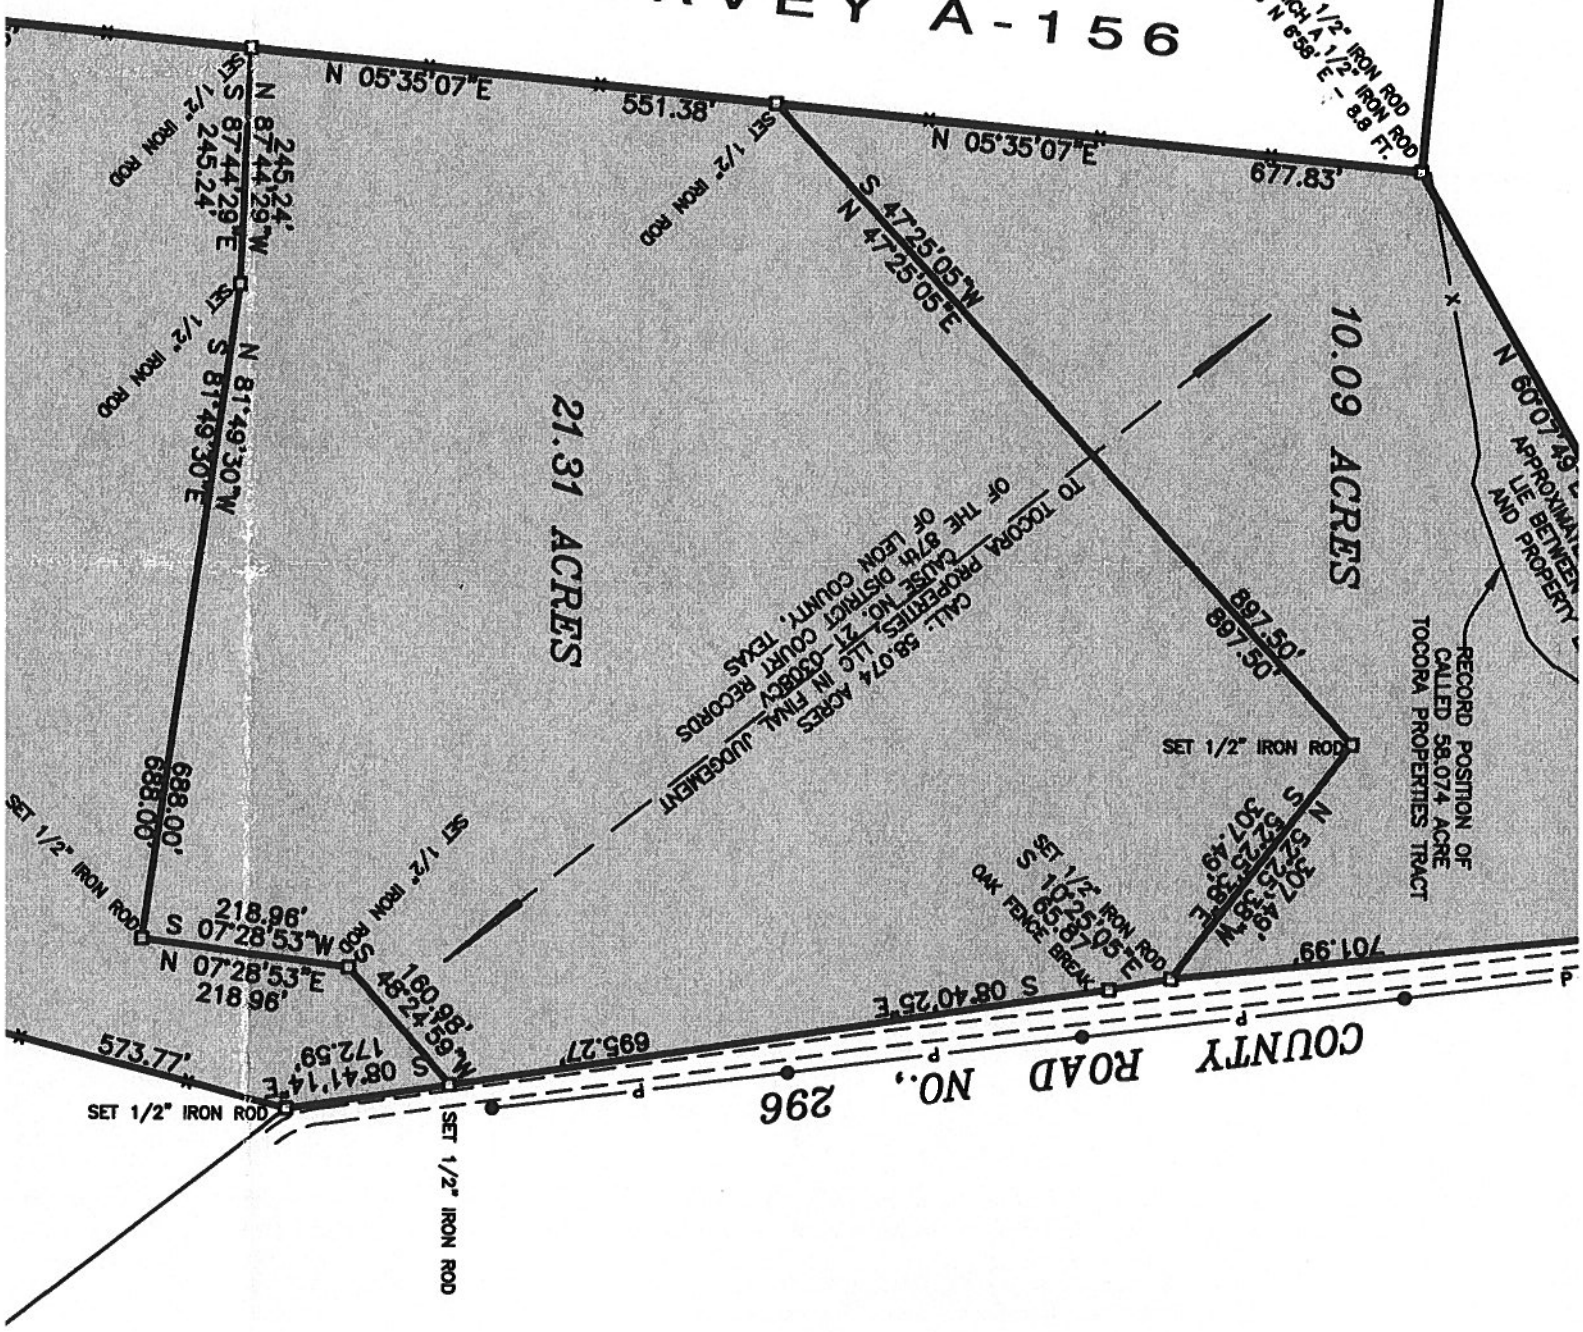 RVEY A-156
1/2" IRON ROD
A 1/2" IRON ROD
N 6°58' E - 8.8 FT.
N 05°35'07"E
551.38'
N 05°35'07"E
677.83'
SET 1/2" IRON ROD
N 87°44'29"W
245.24'
S 87°44'29"E
245.24'
SET 1/2" IRON ROD
SET 1/2" IRON ROD
N 81°49'30"W
688.00'
S 81°49'30"E
688.00'
21.31 ACRES
S 47°25'05"W
897.50'
N 47°25'05"E
897.50'
10.09 ACRES
N 60°07'49"
LIE BETWEEN
AND PROPERTY
RECORD POSITION OF
CALLED 58.074 ACRE
TOCORA PROPERTIES TRACT
CALL: 58.074 ACRES
TO TOCORA PROPERTIES, LLC IN FINAL JUDGEMENT
CAUSE NO. 21-0308CV
OF THE 87th DISTRICT COURT RECORDS
OF LEON COUNTY, TEXAS
SET 1/2" IRON ROD
N 52°25'38"W
307.49'
S 52°25'38"E
307.49'
SET 1/2" IRON ROD
S 10°25'05"E
65.87'
OAK FENCE BREAK
701.99'
S 08°40'25"E
695.27'
COUNTY ROAD NO., 296
P
P
P
P
SET 1/2" IRON ROD
S 07°28'53"W
218.96'
N 07°28'53"E
218.96'
SET 1/2" IRON ROD
S 48°24'59"W
160.98'
S 08°41'14"E
172.59'
573.77'
SET 1/2" IRON ROD
SET 1/2" IRON ROD
X